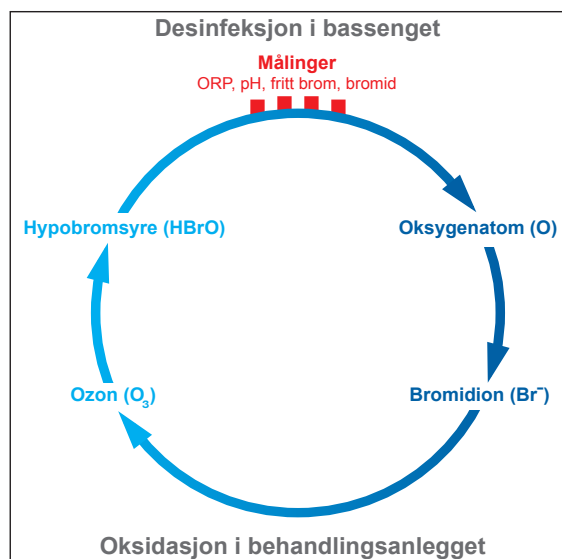 Desinfeksjon i bassenget
Målinger
ORP, pH, fritt brom, bromid
Hypobromsyre (HBrO)
Oksygenatom (O)
Ozon (O₃)
Bromidion (Br⁻)
Oksidasjon i behandlingsanlegget